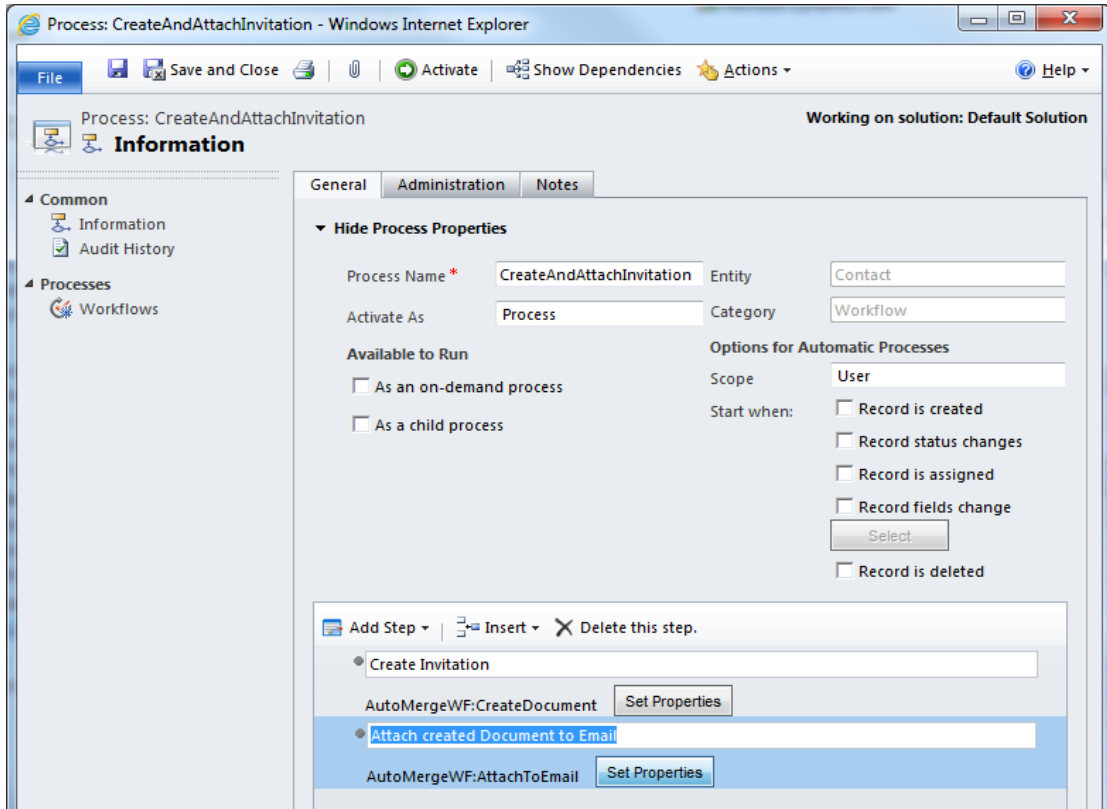 Process: CreateAndAttachInvitation - Windows Internet Explorer
File Save and Close Activate Show Dependencies Actions Help
Process: CreateAndAttachInvitation
Information
Working on solution: Default Solution
Common
Information
Audit History
Processes
Workflows
General Administration Notes
Hide Process Properties
Process Name * CreateAndAttachInvitation Entity Contact
Activate As Process Category Workflow
Available to Run
As an on-demand process
As a child process
Options for Automatic Processes
Scope User
Start when: Record is created
Record status changes
Record is assigned
Record fields change
Select
Record is deleted
Add Step Insert Delete this step.
Create Invitation
AutoMergeWF:CreateDocument Set Properties
Attach created Document to Email
AutoMergeWF:AttachToEmail Set Properties